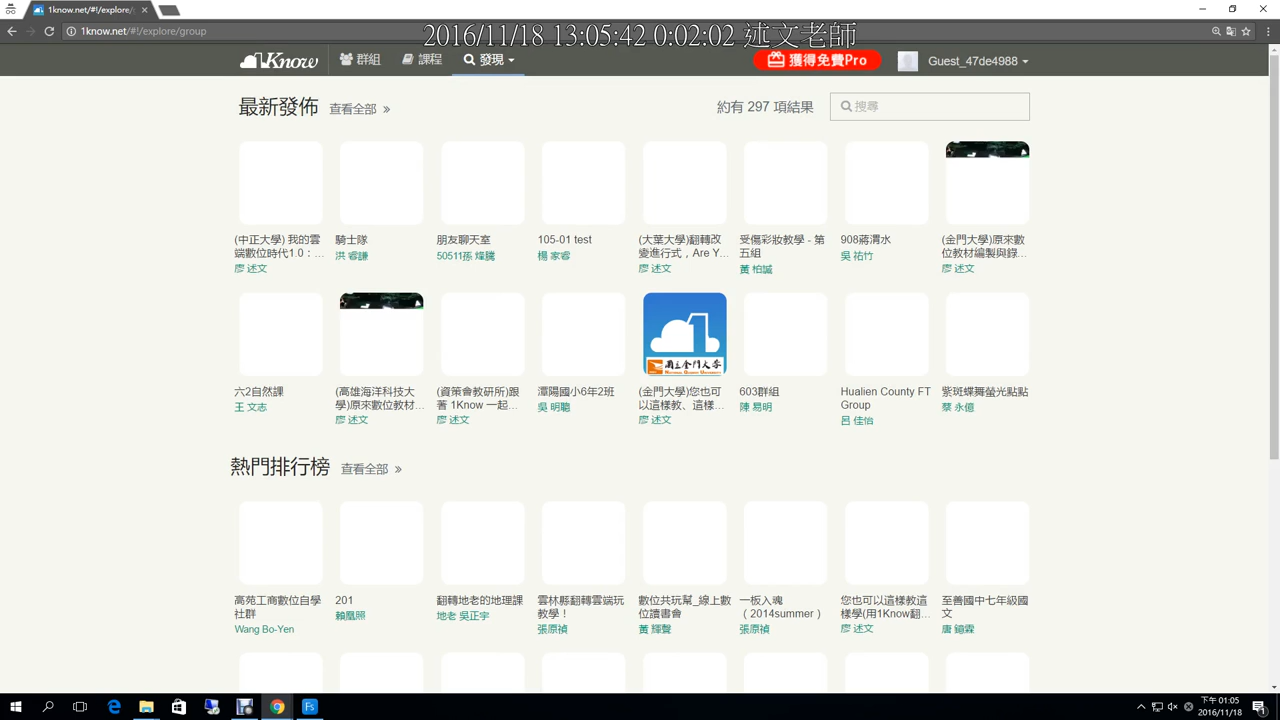 1know.net/#!/explore/
1know.net/#!/explore/group
2016/11/18 13:05:42 0:02:02 述文老師
1Know 群組 課程 發現 獲得免費Pro Guest_47de4988
最新發佈 查看全部 » 約有 297 項結果 搜尋
(中正大學) 我的雲
端數位時代1.0：...
廖 述文
騎士隊
洪 睿謙
朋友聊天室
50511孫 煒騰
105-01 test
楊 家睿
(大葉大學)翻轉改
變進行式，Are Y...
廖 述文
受傷彩妝教學 - 第
五組
黃 柏誠
908蔣渭水
吳 祐竹
(金門大學)原來數
位教材編製與錄...
廖 述文
六2自然課
王 文志
(高雄海洋科技大
學)原來數位教材...
廖 述文
(資策會教研所)跟
著 1Know 一起...
廖 述文
潭陽國小6年2班
吳 明聰
國立金門大學
NATIONAL QUEMOY UNIVERSITY
(金門大學)您也可
以這樣教、這樣...
廖 述文
603群組
陳 易明
Hualien County FT
Group
呂 佳怡
紫斑蝶舞螢光點點
蔡 永億
熱門排行榜 查看全部 »
高苑工商數位自學
社群
Wang Bo-Yen
201
賴凰照
翻轉地老的地理課
地老 吳正宇
雲林縣翻轉雲端玩
教學！
張原禎
數位共玩幫_線上數
位讀書會
黃 輝聲
一板入魂
（2014summer）
張原禎
您也可以這樣教這
樣學(用1Know翻...
廖 述文
至善國中七年級國
文
唐 鏡霖
下午 01:05
2016/11/18